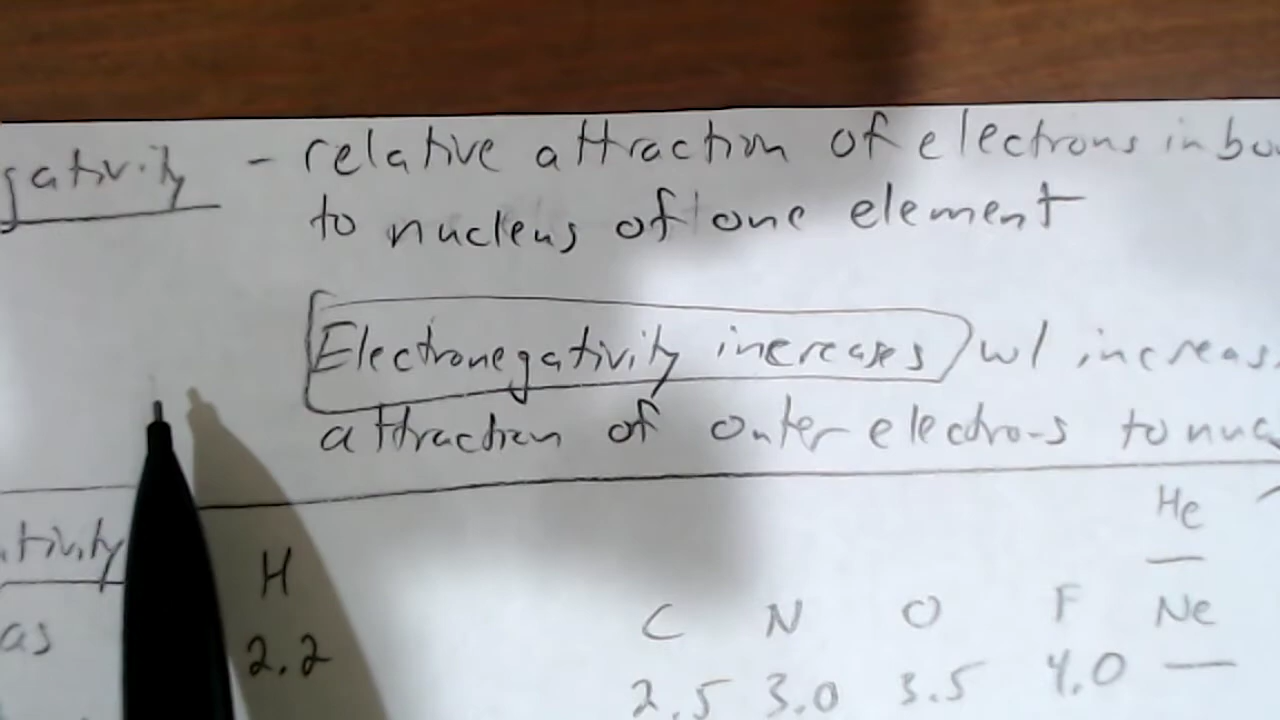 gativity - relative attraction of electrons in bo
to nucleus of one element
Electronegativity increases w/ increas
attraction of outer electrons to nuc
tivity
as
H
2.2
He
—
C N O F Ne
2.5 3.0 3.5 4.0 —